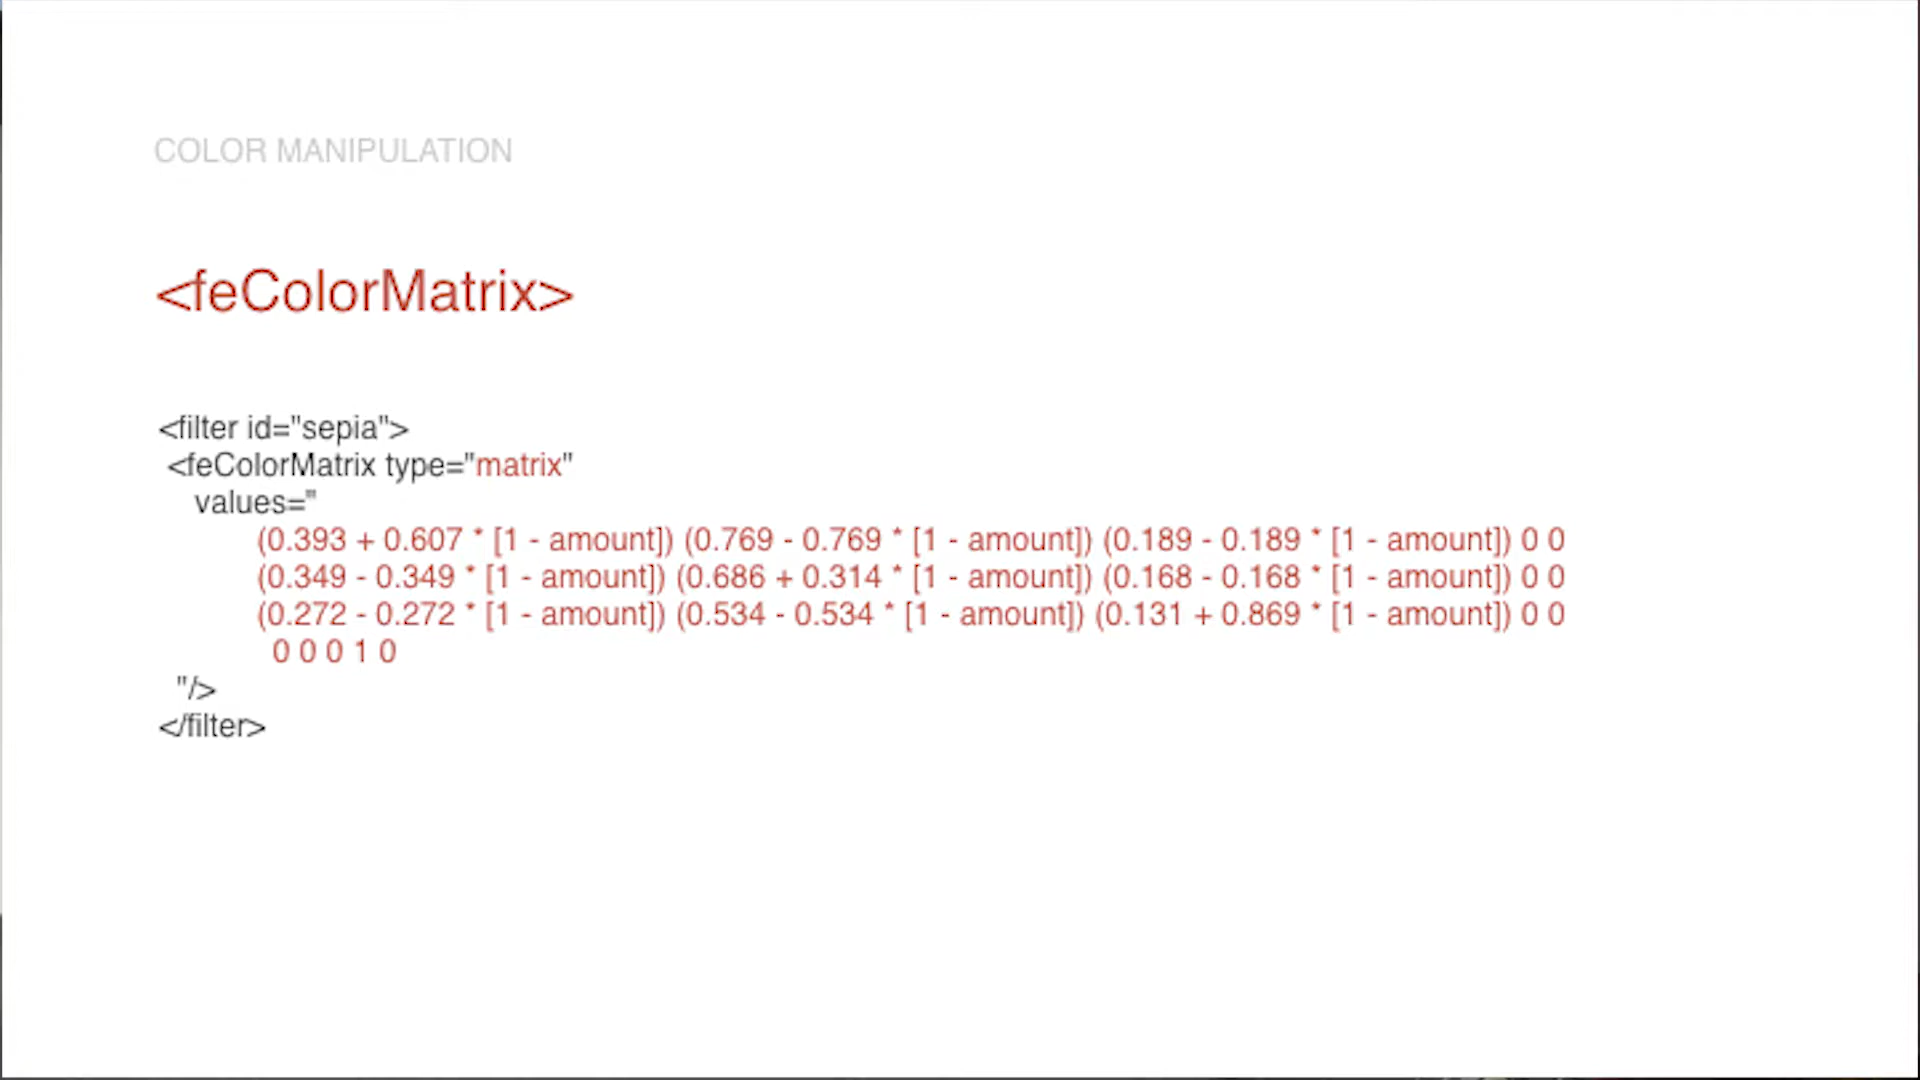 COLOR MANIPULATION
<feColorMatrix>
<filter id="sepia">
<feColorMatrix type="matrix"
values="
(0.393 + 0.607 * [1 - amount]) (0.769 - 0.769 * [1 - amount]) (0.189 - 0.189 * [1 - amount]) 0 0
(0.349 - 0.349 * [1 - amount]) (0.686 + 0.314 * [1 - amount]) (0.168 - 0.168 * [1 - amount]) 0 0
(0.272 - 0.272 * [1 - amount]) (0.534 - 0.534 * [1 - amount]) (0.131 + 0.869 * [1 - amount]) 0 0
0 0 0 1 0
"/>
</filter>